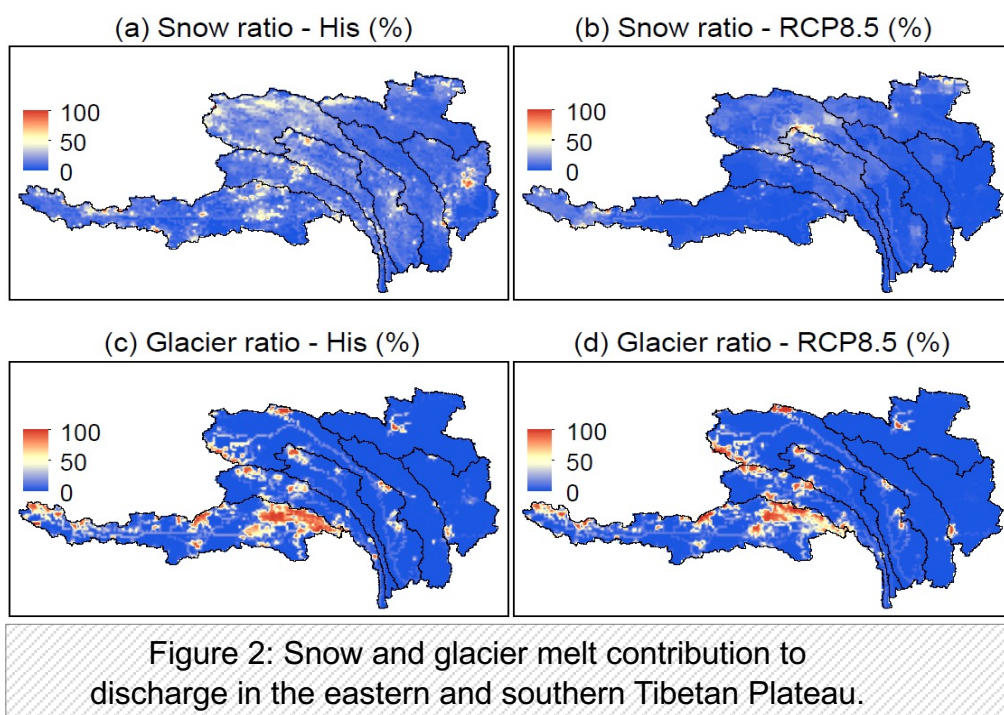 (a) Snow ratio - His (%)
(b) Snow ratio - RCP8.5 (%)
100
50
0
100
50
0
(c) Glacier ratio - His (%)
(d) Glacier ratio - RCP8.5 (%)
100
50
0
100
50
0
Figure 2: Snow and glacier melt contribution to
discharge in the eastern and southern Tibetan Plateau.